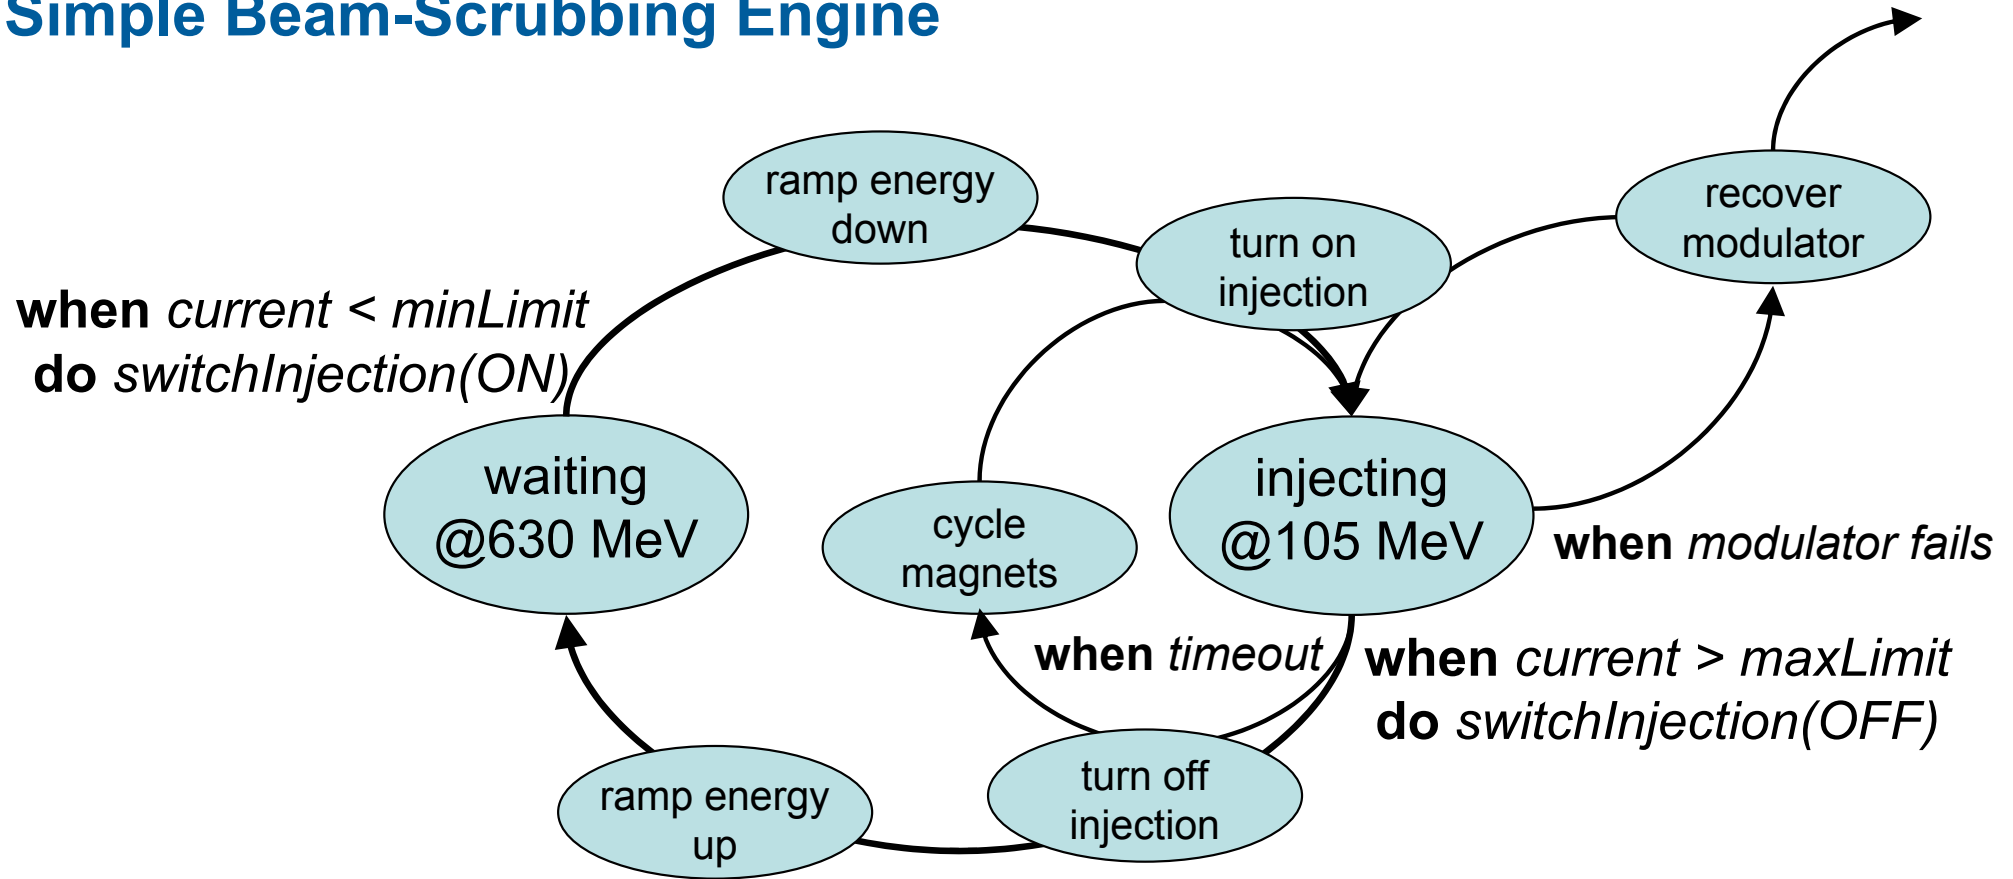 Simple Beam-Scrubbing Engine
ramp energy
down
turn on
injection
recover
modulator
when current < minLimit
do switchInjection(ON)
waiting
@630 MeV
cycle
magnets
injecting
@105 MeV
when modulator fails
when timeout
when current > maxLimit
do switchInjection(OFF)
ramp energy
up
turn off
injection